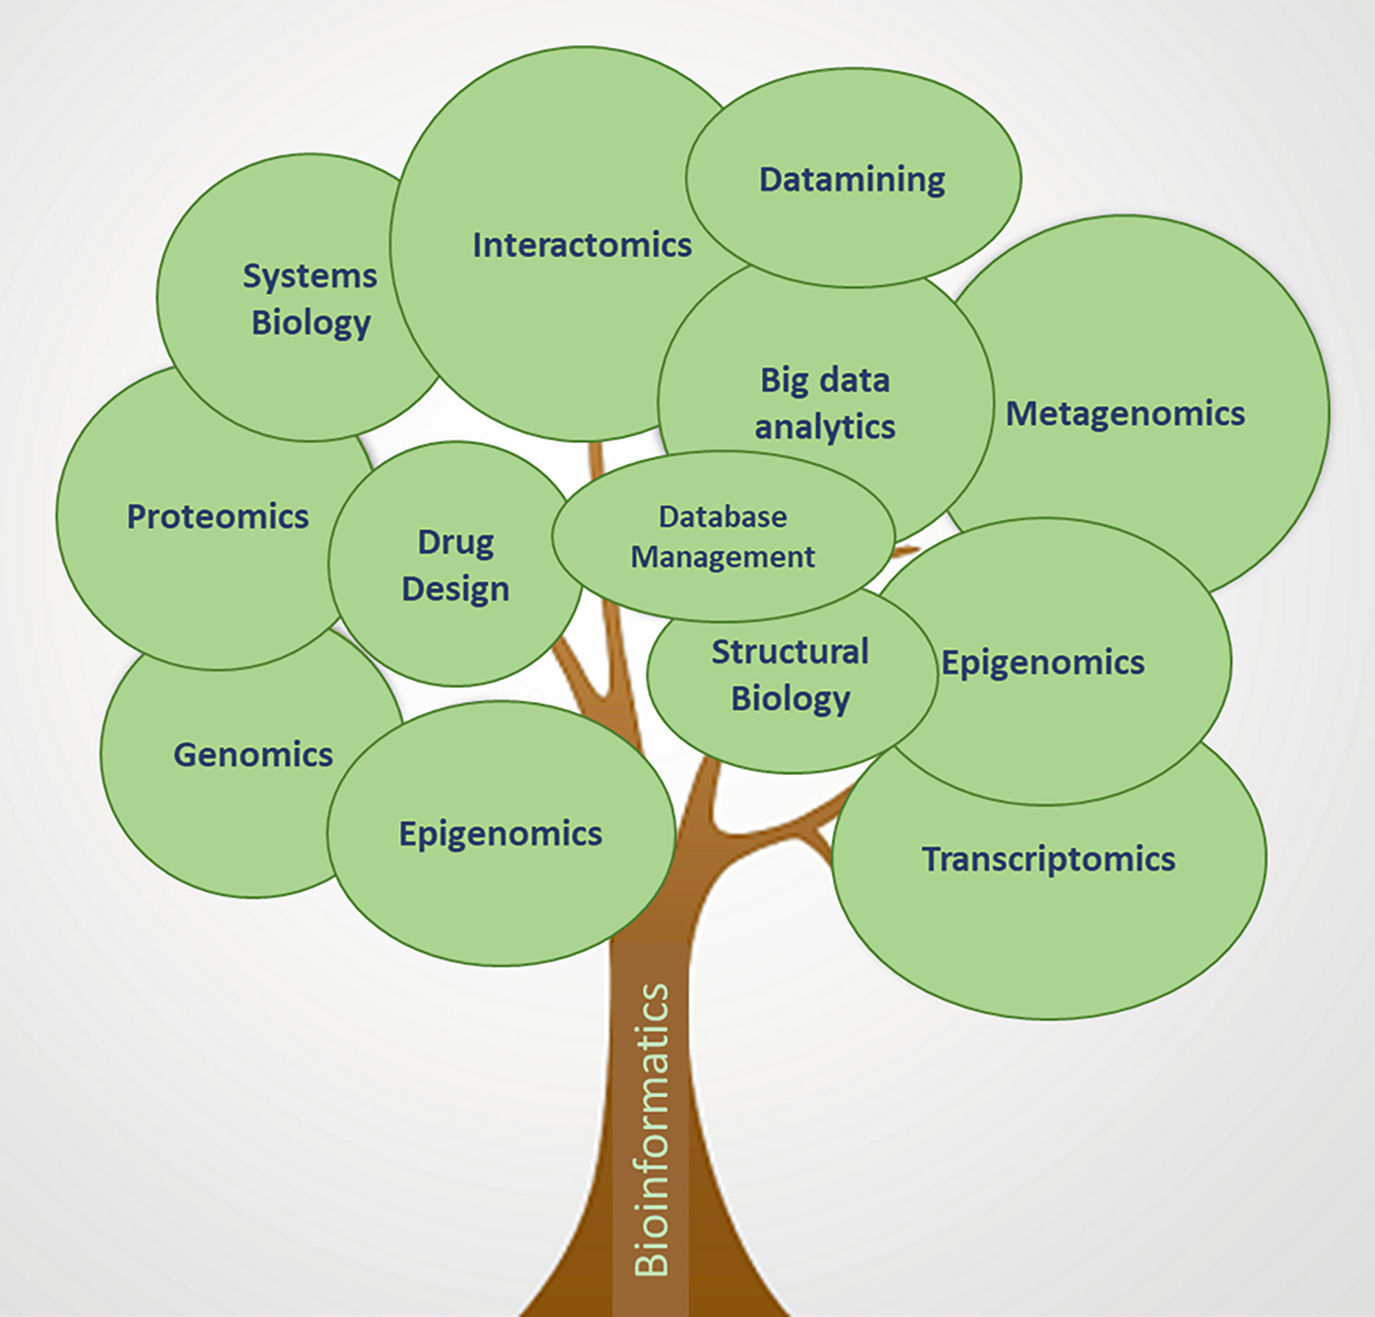 Datamining
Interactomics
Systems
Biology
Big data
analytics
Metagenomics
Proteomics
Drug
Design
Database
Management
Structural
Biology
Epigenomics
Genomics
Epigenomics
Transcriptomics
Bioinformatics